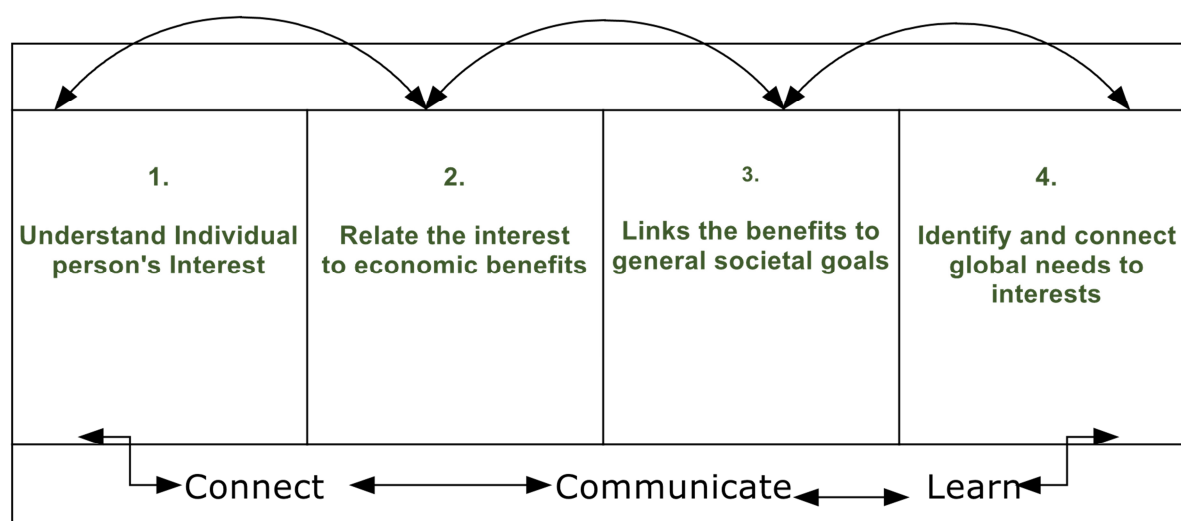 1.
Understand Individual
person's Interest
2.
Relate the interest
to economic benefits
3.
Links the benefits to
general societal goals
4.
Identify and connect
global needs to
interests
Connect
Communicate
Learn